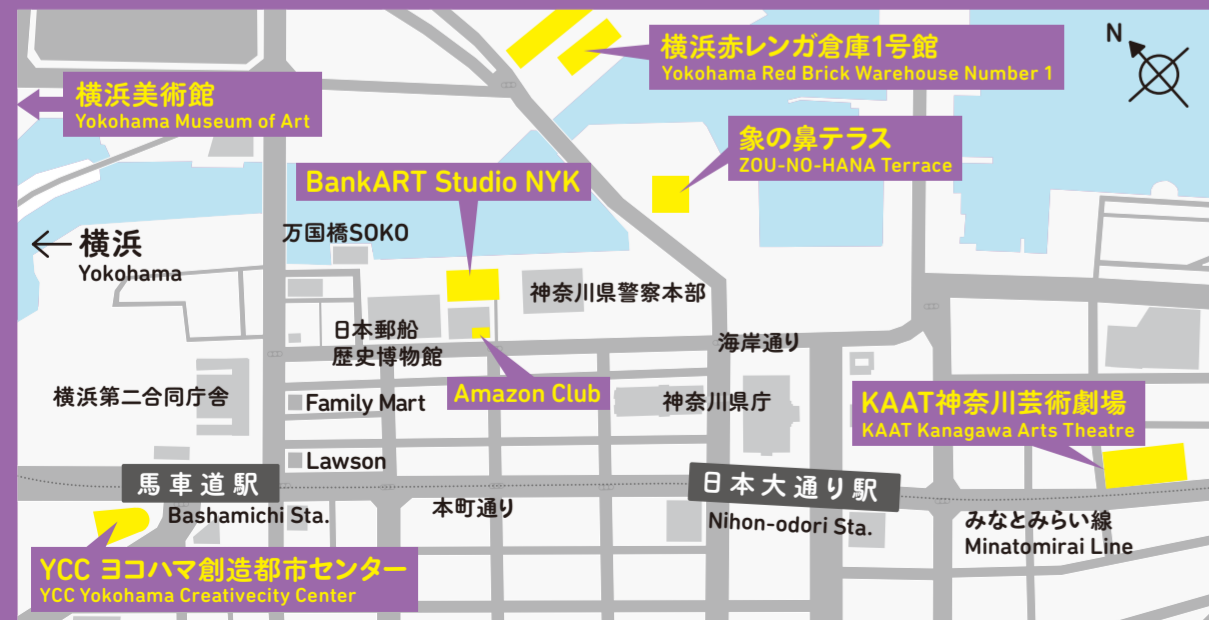 横浜赤レンガ倉庫1号館
Yokohama Red Brick Warehouse Number 1
N
横浜美術館
Yokohama Museum of Art
象の鼻テラス
ZOU-NO-HANA Terrace
BankART Studio NYK
万国橋SOKO
横浜
Yokohama
神奈川県警察本部
日本郵船
歴史博物館
海岸通り
横浜第二合同庁舎
Family Mart
Amazon Club
神奈川県庁
KAAT神奈川芸術劇場
KAAT Kanagawa Arts Theatre
Lawson
馬車道駅
Bashamichi Sta.
本町通り
日本大通り駅
Nihon-odori Sta.
みなとみらい線
Minatomirai Line
YCC ヨコハマ創造都市センター
YCC Yokohama Creativecity Center